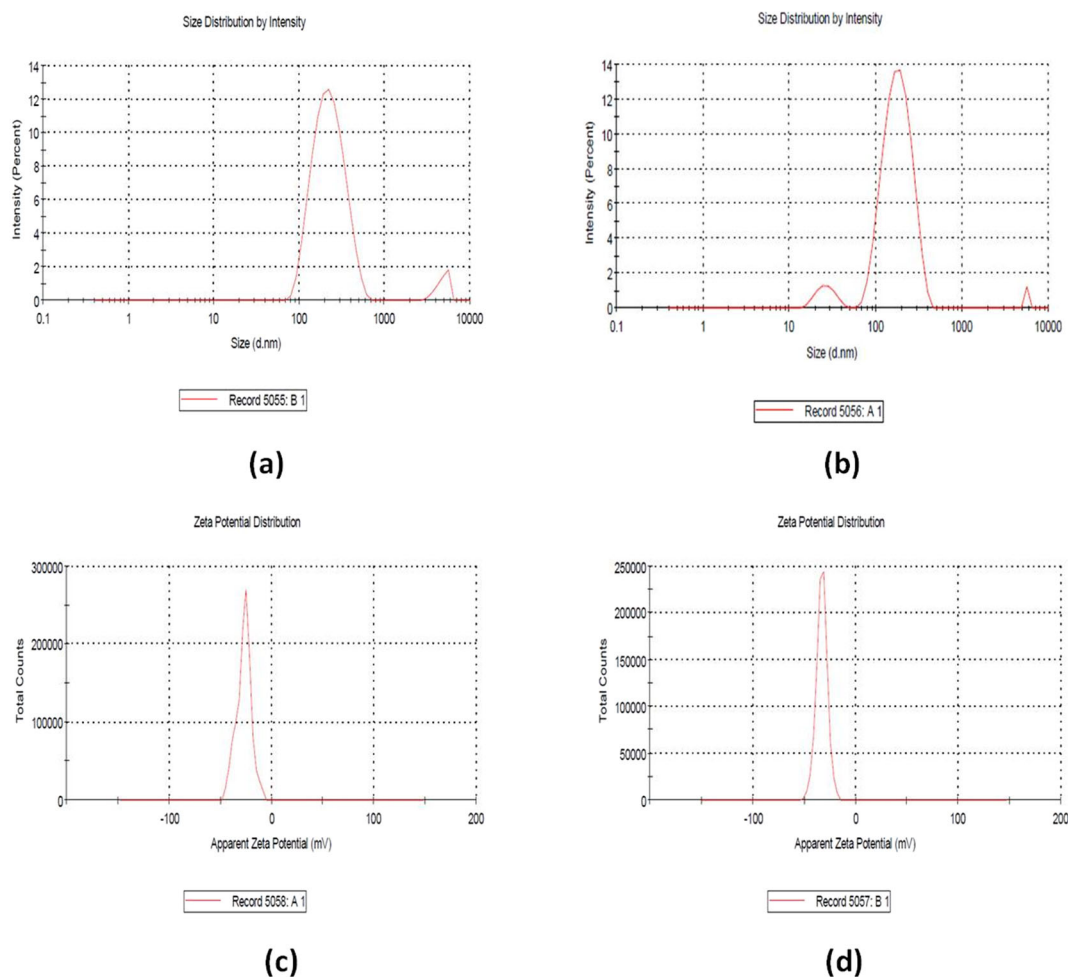 Size Distribution by Intensity
14
12
10
8
6
4
2
0
0.1 1 10 100 1000 10000
Intensity (Percent)
Size (d.nm)
Record 5055: B 1
(a)
Size Distribution by Intensity
14
12
10
8
6
4
2
0
0.1 1 10 100 1000 10000
Intensity (Percent)
Size (d.nm)
Record 5056: A 1
(b)
Zeta Potential Distribution
300000
200000
100000
0
-100 0 100 200
Total Counts
Apparent Zeta Potential (mV)
Record 5058: A 1
(c)
Zeta Potential Distribution
250000
200000
150000
100000
50000
0
-100 0 100 200
Total Counts
Apparent Zeta Potential (mV)
Record 5057: B 1
(d)